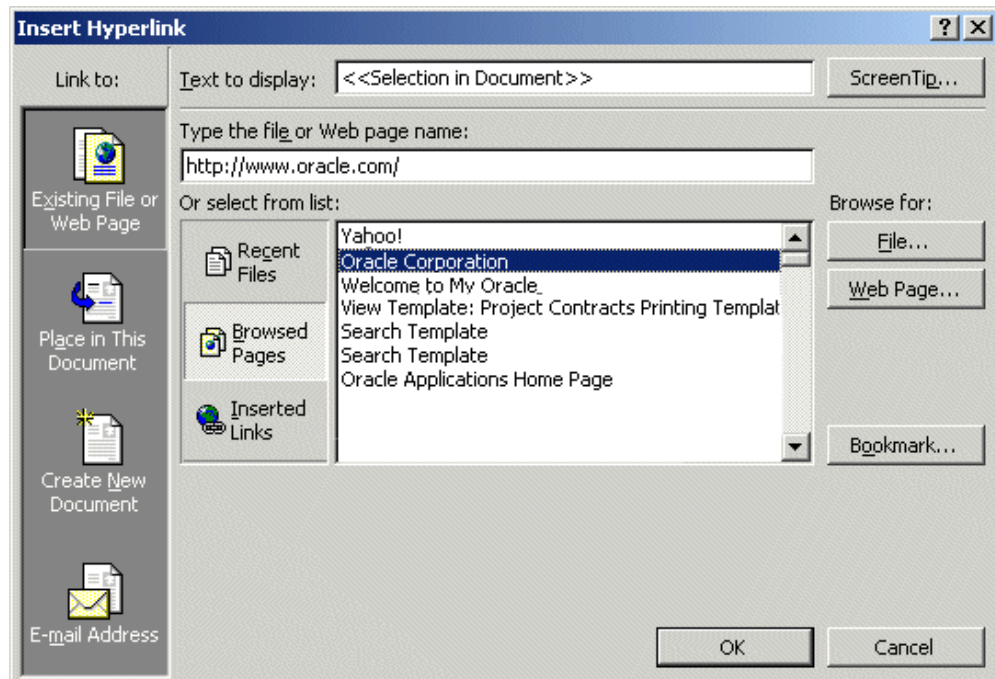 Insert Hyperlink
Link to:
Text to display:
<<Selection in Document>>
ScreenTip...
Type the file or Web page name:
http://www.oracle.com/
Existing File or
Web Page
Or select from list:
Browse for:
Recent
Files
Browsed
Pages
Inserted
Links
Yahoo!
Oracle Corporation
Welcome to My Oracle_
View Template: Project Contracts Printing Templat
Search Template
Search Template
Oracle Applications Home Page
File...
Web Page...
Bookmark...
Place in This
Document
Create New
Document
E-mail Address
OK
Cancel